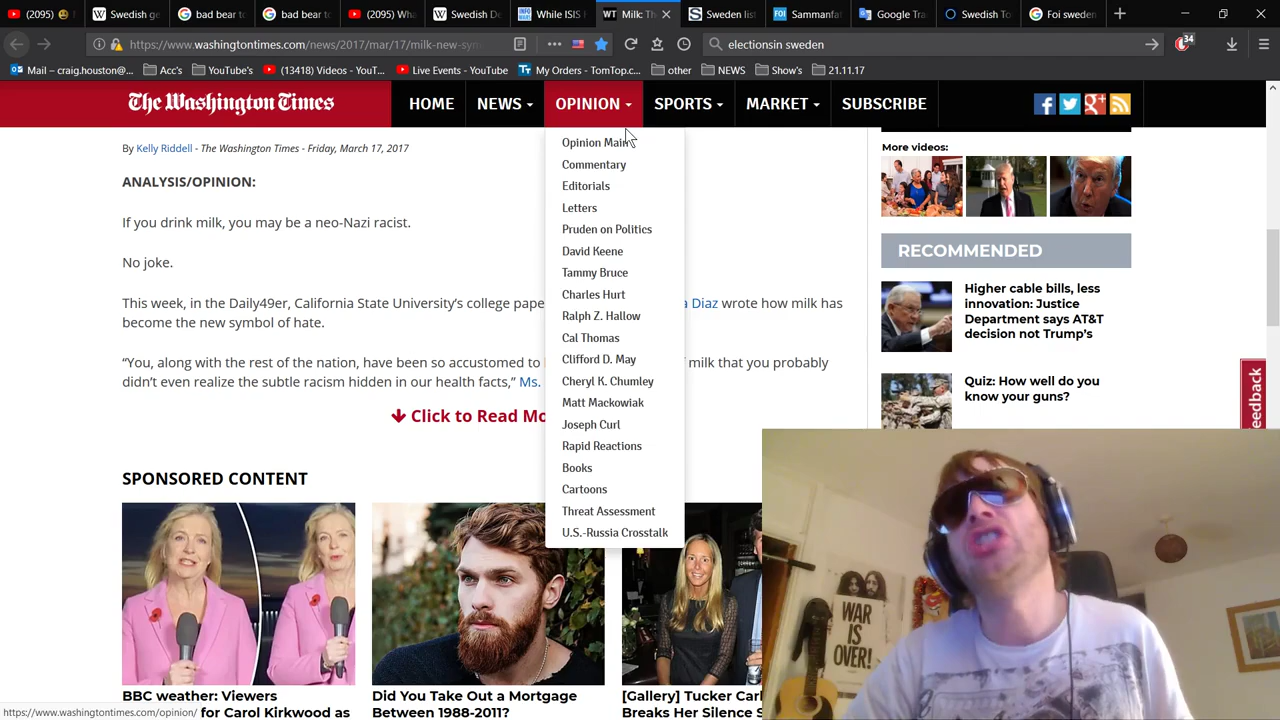 (2095)
Swedish ge
bad bear to
bad bear to
(2095) Wha
Swedish De
While ISIS
Milk: Th
Swedish list
FOI
Sammanfa
Google Tra
Swedish To
Foi sweden
https://www.washingtontimes.com/news/2017/mar/17/milk-new-sym
electionsin sweden
34
Mail – craig.houston@...
Acc's
YouTube's
(13418) Videos - YouT...
Live Events - YouTube
My Orders - TomTop.c...
other
NEWS
Show's
21.11.17
The Washington Times
HOME
NEWS
OPINION
SPORTS
MARKET
SUBSCRIBE
By Kelly Riddell - The Washington Times - Friday, March 17, 2017
ANALYSIS/OPINION:
If you drink milk, you may be a neo-Nazi racist.
No joke.
This week, in the Daily49er, California State University's college pape
a Diaz wrote how milk has
become the new symbol of hate.
“You, along with the rest of the nation, have been so accustomed to
milk that you probably
didn't even realize the subtle racism hidden in our health facts,” Ms.
Click to Read Mo
Opinion Main
Commentary
Editorials
Letters
Pruden on Politics
David Keene
Tammy Bruce
Charles Hurt
Ralph Z. Hallow
Cal Thomas
Clifford D. May
Cheryl K. Chumley
Matt Mackowiak
Joseph Curl
Rapid Reactions
Books
Cartoons
Threat Assessment
U.S.-Russia Crosstalk
More videos:
RECOMMENDED
Higher cable bills, less
innovation: Justice
Department says AT&T
decision not Trump's
Quiz: How well do you
know your guns?
eedback
SPONSORED CONTENT
BBC weather: Viewers
for Carol Kirkwood as
Did You Take Out a Mortgage
Between 1988-2011?
[Gallery] Tucker Carl
Breaks Her Silence S
https://www.washingtontimes.com/opinion/
WAR
IS
OVER!